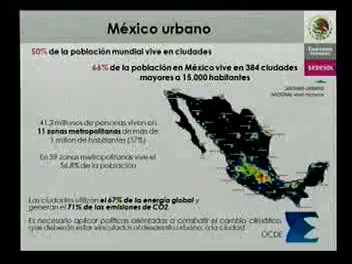 México urbano
50% de la población mundial vive en ciudades
66% de la población en México vive en 384 ciudades
mayores a 15,000 habitantes
SEDESOL
41.2 millones de personas viven en
11 zonas metropolitanas de más de
1 millon de habitantes (37%)
En 59 zonas metropolitanas vive el
56.8% de la población
Las ciudades utilizan el 67% de la energía global y
generan el 71% de las emisiones de CO2.
Es necesario aplicar políticas orientadas a combatir el cambio climático,
que deberán estar vinculados al desarrollo urbano, a la ciudad.
OCDE